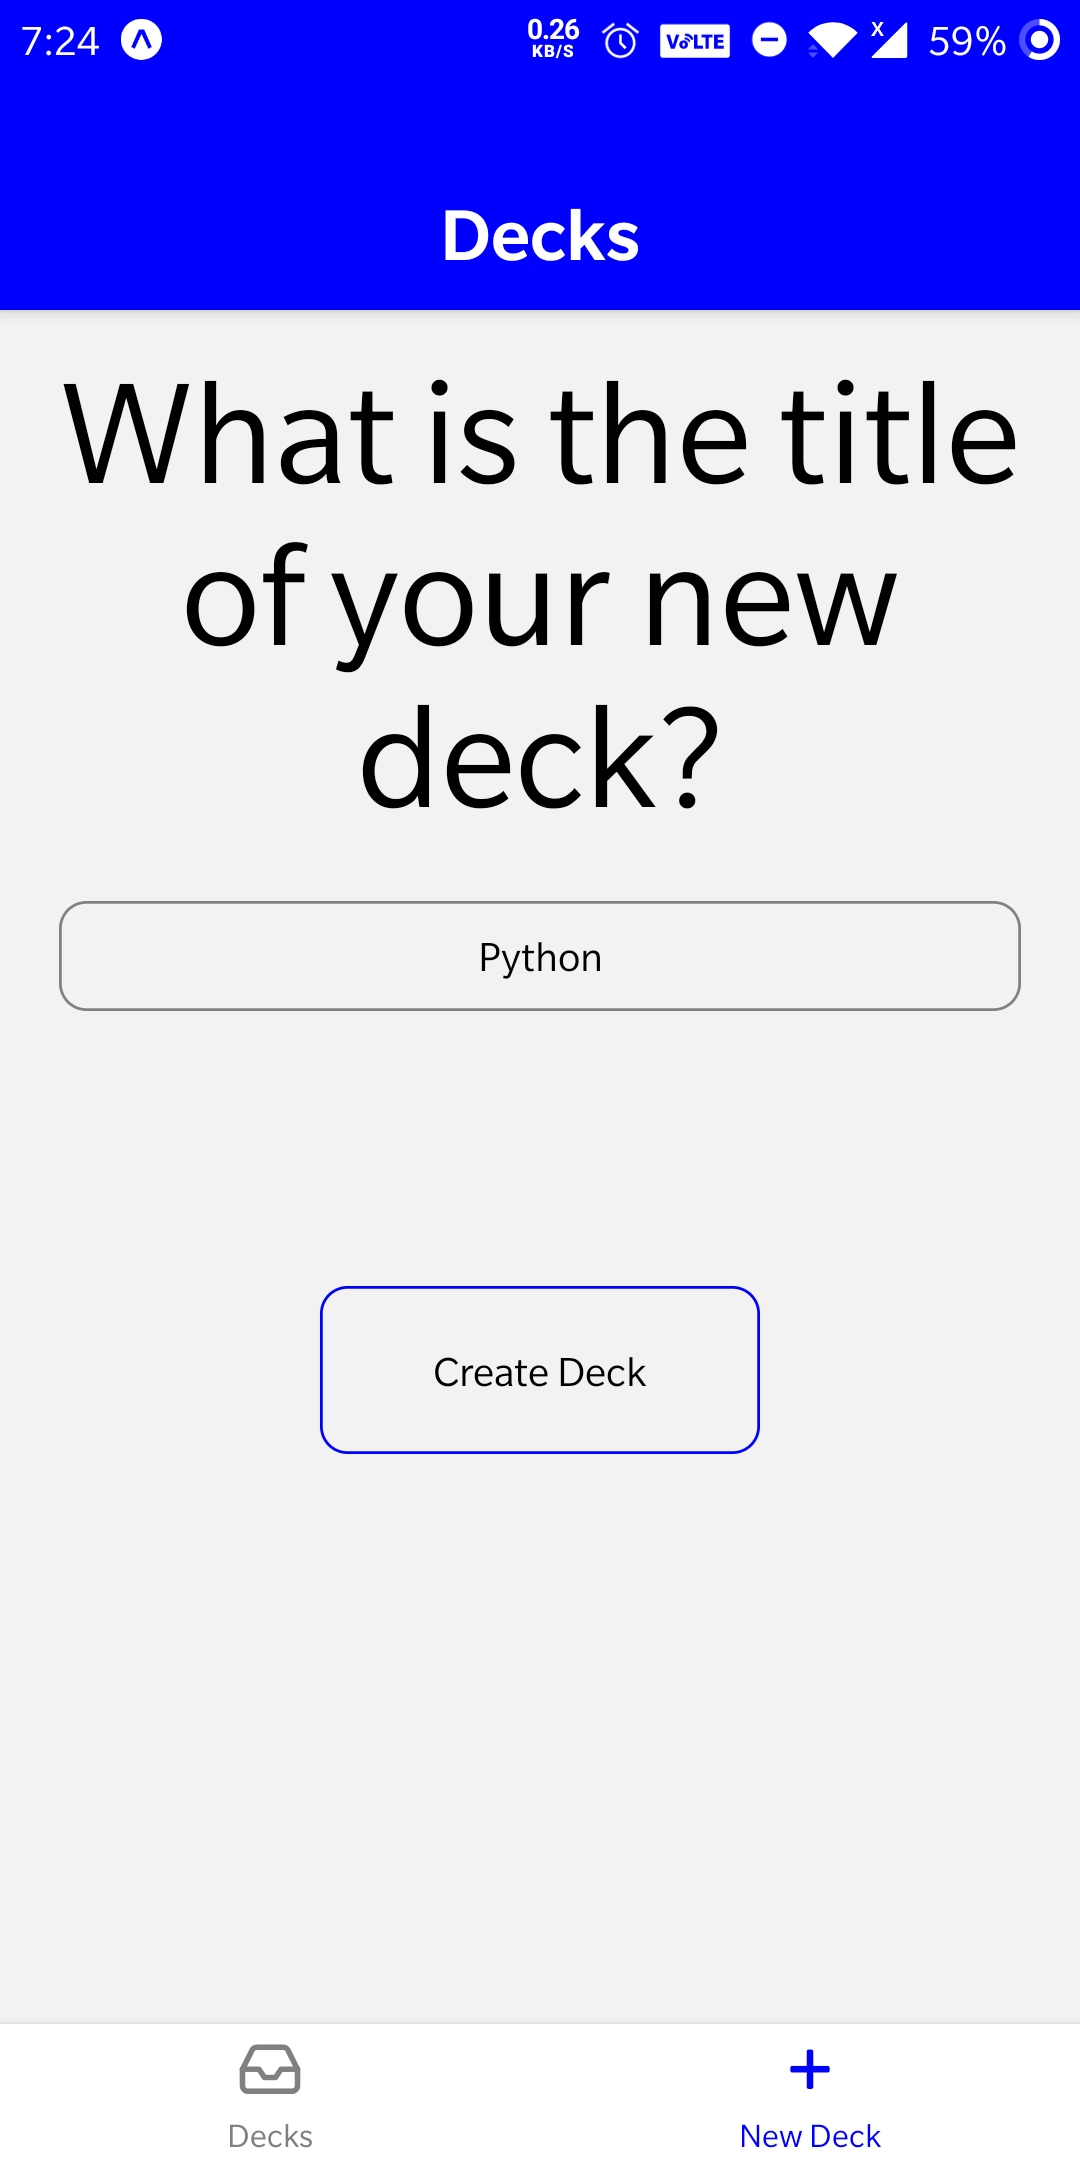 7:24 0.26 KB/S VoLTE X 59%
Decks
What is the title
of your new
deck?
Python
Create Deck
Decks New Deck